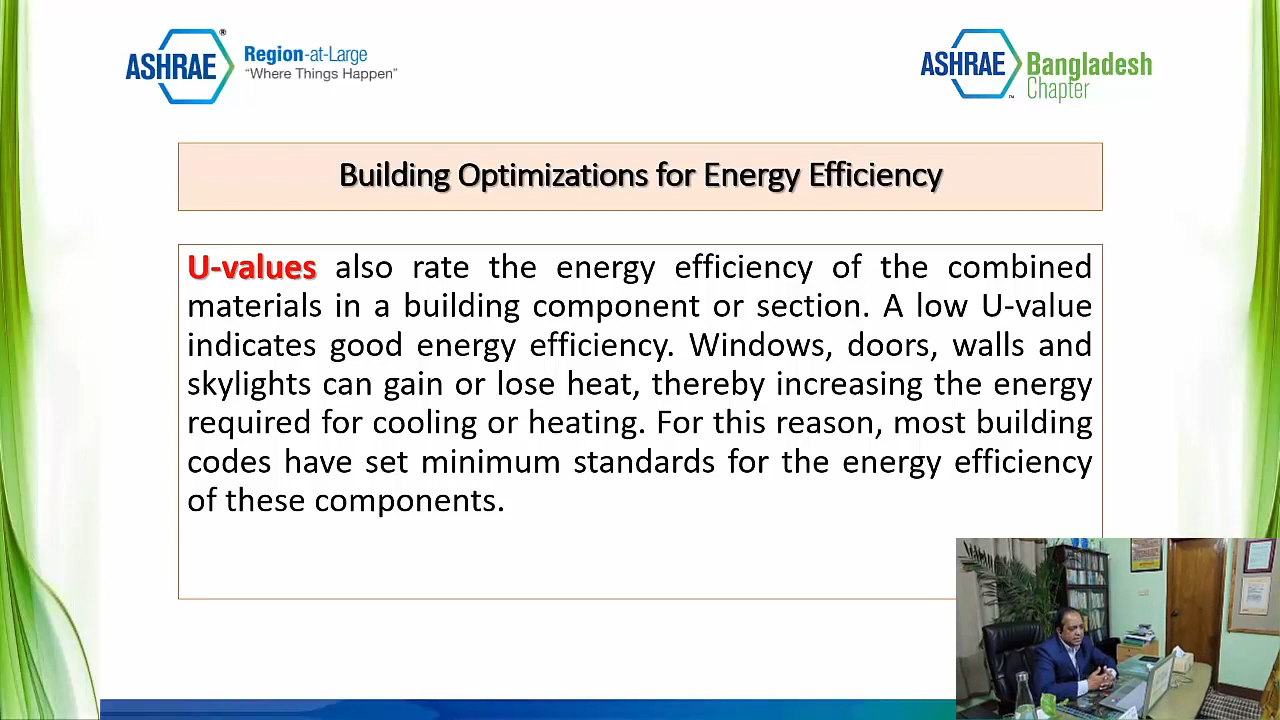 ASHRAE®
Region-at-Large
"Where Things Happen"
ASHRAE™
Bangladesh
Chapter
Building Optimizations for Energy Efficiency
U-values also rate the energy efficiency of the combined
materials in a building component or section. A low U-value
indicates good energy efficiency. Windows, doors, walls and
skylights can gain or lose heat, thereby increasing the energy
required for cooling or heating. For this reason, most building
codes have set minimum standards for the energy efficiency
of these components.